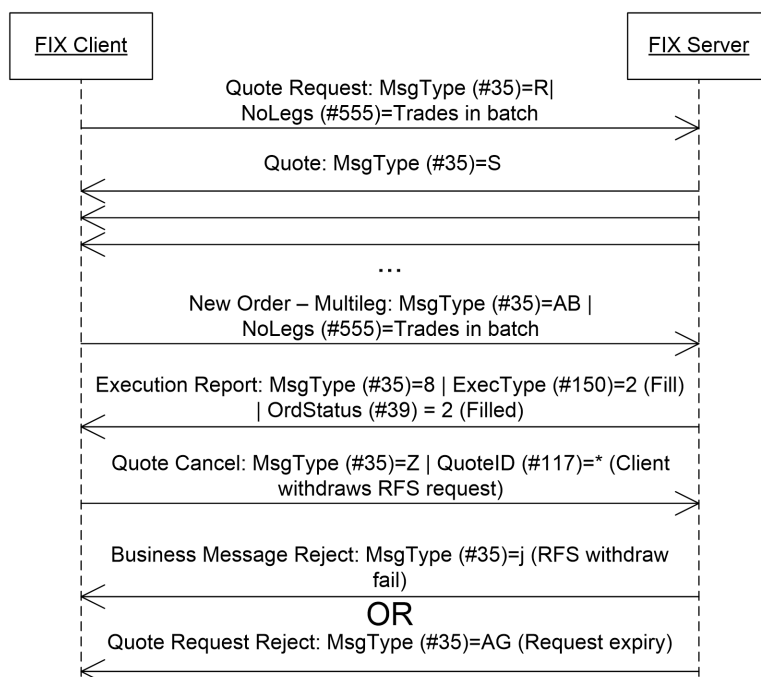 FIX Client
FIX Server
Quote Request: MsgType (#35)=R|
NoLegs (#555)=Trades in batch
Quote: MsgType (#35)=S
...
New Order – Multileg: MsgType (#35)=AB |
NoLegs (#555)=Trades in batch
Execution Report: MsgType (#35)=8 | ExecType (#150)=2 (Fill)
| OrdStatus (#39) = 2 (Filled)
Quote Cancel: MsgType (#35)=Z | QuoteID (#117)=* (Client
withdraws RFS request)
Business Message Reject: MsgType (#35)=j (RFS withdraw
fail)
OR
Quote Request Reject: MsgType (#35)=AG (Request expiry)